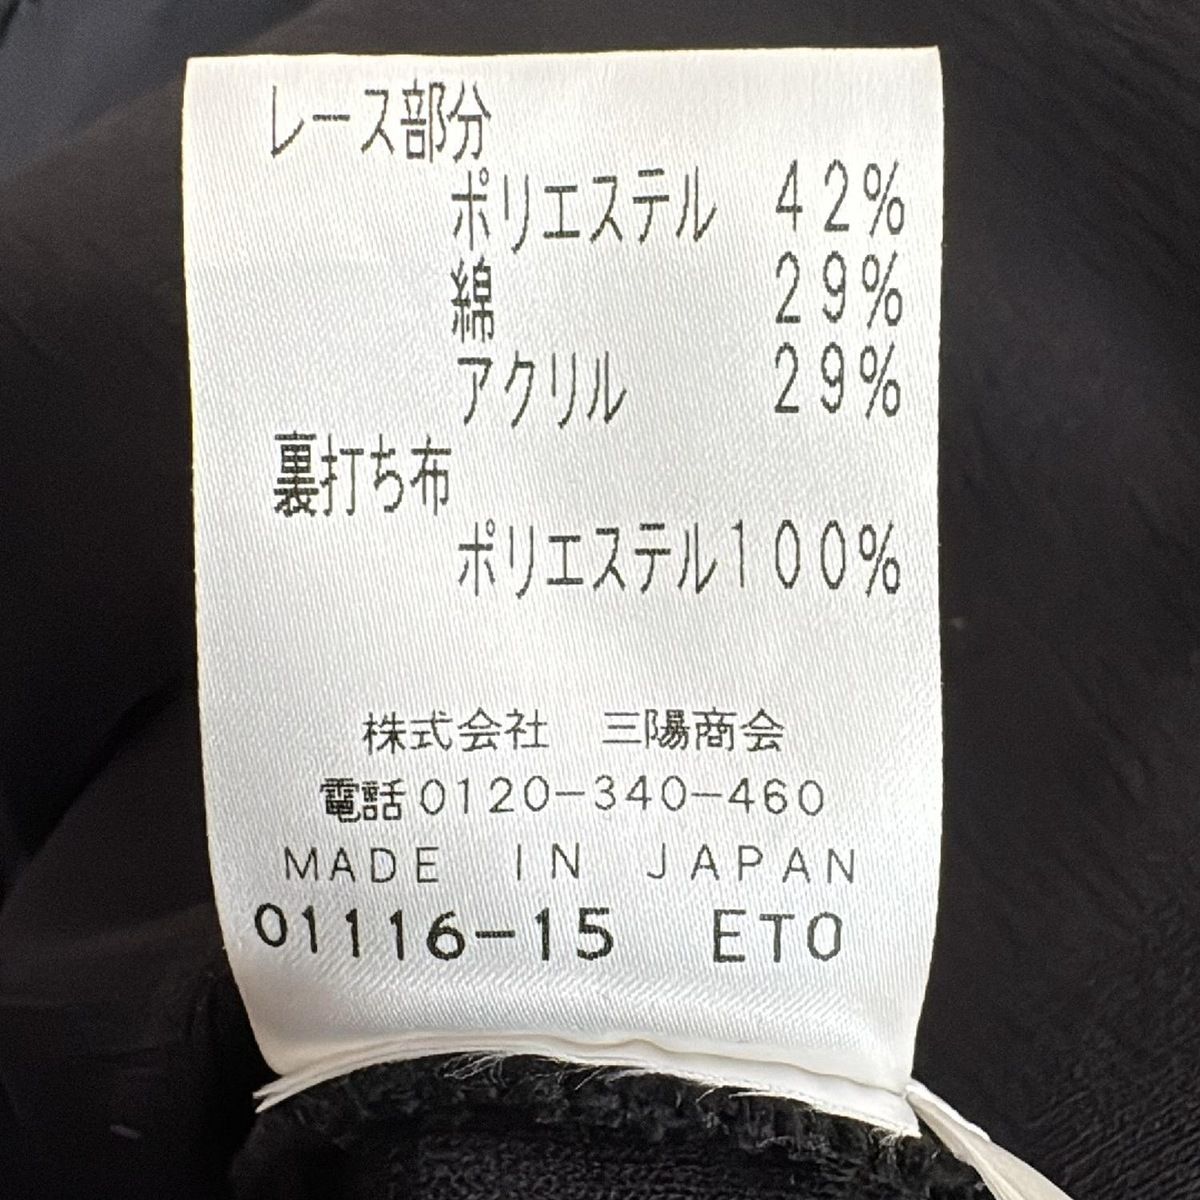 レース部分
ポリエステル 42%
綿 29%
アクリル 29%
裏打ち布
ポリエステル100%
株式会社 三陽商会
電話0120-340-460
MADE IN JAPAN
01116-15 ETO